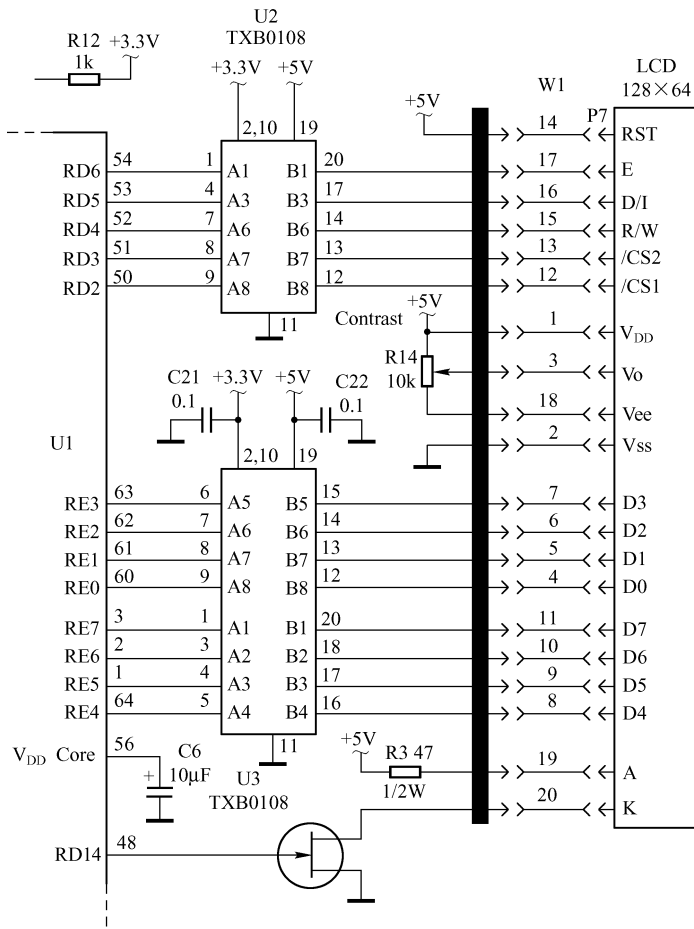 U2
TXB0108
R12
1k
+3.3V
+3.3V
+5V
2,10
19
W1
LCD
128×64
+5V
14
P7
RST
RD6
54
1
A1
B1
20
17
E
RD5
53
4
A3
B3
17
16
D/I
RD4
52
7
A6
B6
14
15
R/W
RD3
51
8
A7
B7
13
13
/CS2
RD2
50
9
A8
B8
12
12
/CS1
11
Contrast
+5V
1
VDD
R14
10k
3
Vo
18
Vee
2
Vss
C21
0.1
+3.3V
+5V
C22
0.1
2,10
19
U1
RE3
63
6
A5
B5
15
7
D3
RE2
62
7
A6
B6
14
6
D2
RE1
61
8
A7
B7
13
5
D1
RE0
60
9
A8
B8
12
4
D0
RE7
3
1
A1
B1
20
11
D7
RE6
2
3
A2
B2
18
10
D6
RE5
1
4
A3
B3
17
9
D5
RE4
64
5
A4
B4
16
8
D4
11
VDD Core
56
+
C6
10μF
U3
TXB0108
+5V
R3 47
1/2W
19
A
20
K
RD14
48